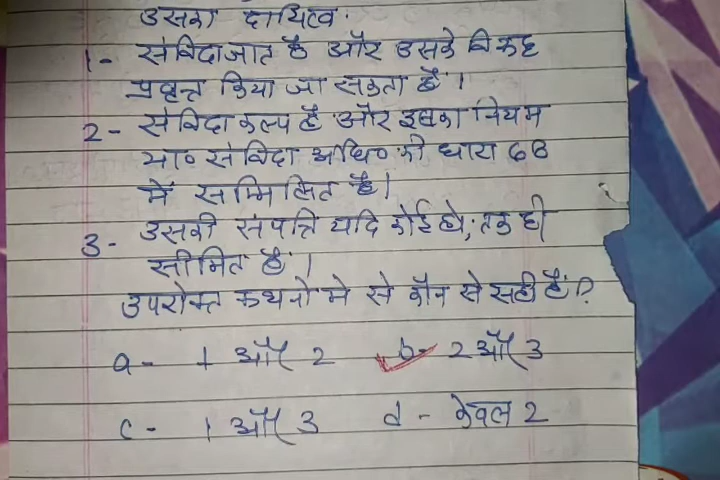 उसका दायित्व.
1- संविदाजात है और उसके विरुद्ध
प्रवृत्त किया जा सकता है।
2- संविदा कल्प है और इसका नियम
भा० संविदा अधि० की धारा 68
में सम्मिलित है।
3- उसकी संपत्ति यदि कोई हो, तक ही
सीमित है।
उपरोक्त कथनो मे से कौन से सही हैं?
a- 1 और 2 b- 2 और 3
c- 1 और 3 d- केवल 2